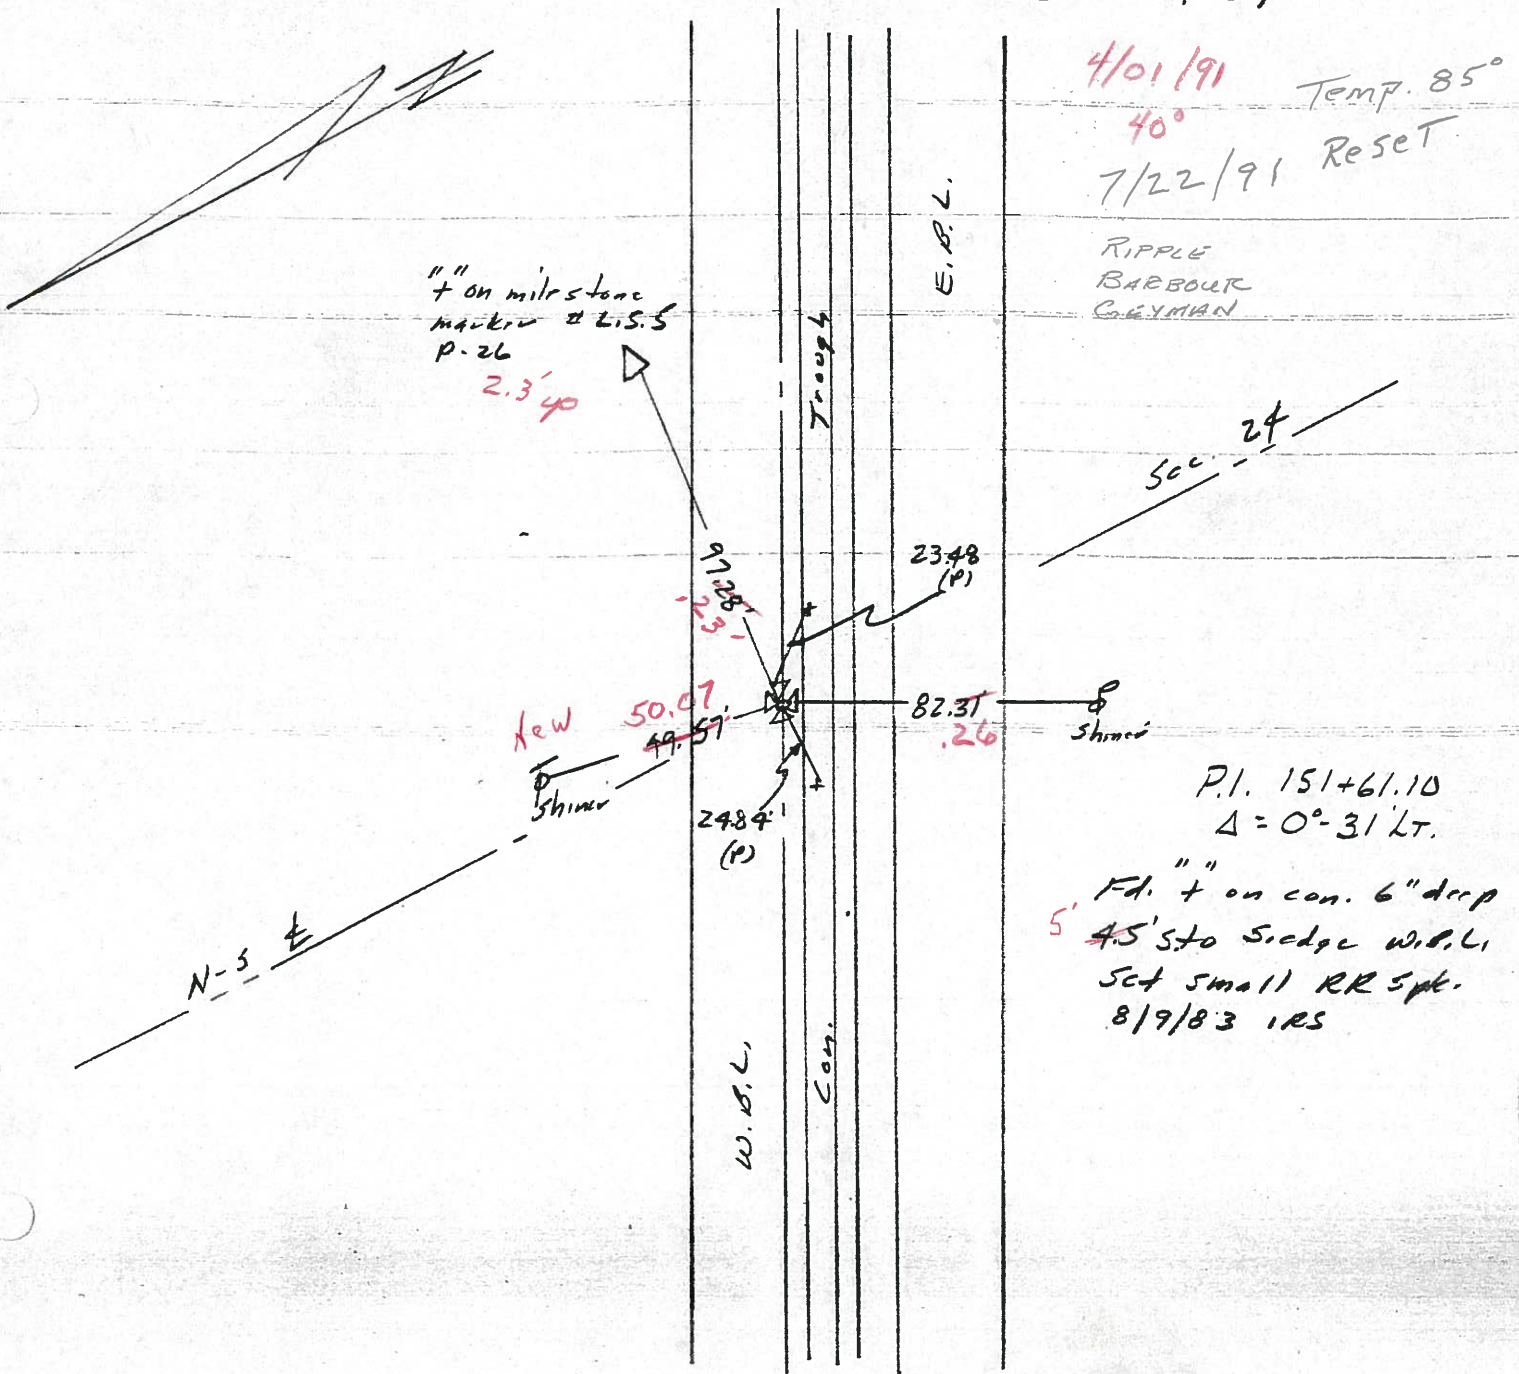 4/01/91
40°
Temp. 85°
7/22/91 Reset
RIPPLE
BARBOUR
GEYMAN
N
"+" on milestone
marker # L.S.S
P-26
2.3' up
Trough
E.B.L.
Sec. 24
97.28'
.23'
23.48
(P)
New 50.07
49.57'
82.31
.26
Shiner
Shiner
24.84'
(P)
P.I. 151+61.10
Δ = 0°-31' LT.
Fd. "+" on con. 6" deep
5' 4.5' S. to S. edge W.B.L.
Set small RR spk.
8/9/83 IRS
N-S ℄
W.B.L.
Con.